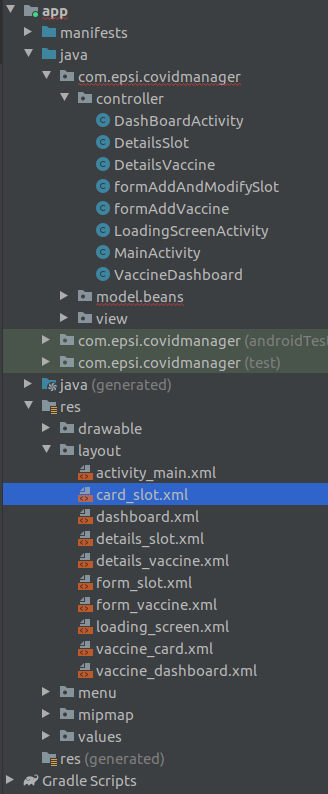 app
manifests
java
com.epsi.covidmanager
controller
DashBoardActivity
DetailsSlot
DetailsVaccine
formAddAndModifySlot
formAddVaccine
LoadingScreenActivity
MainActivity
VaccineDashboard
model.beans
view
com.epsi.covidmanager (androidTes
com.epsi.covidmanager (test)
java (generated)
res
drawable
layout
activity_main.xml
card_slot.xml
dashboard.xml
details_slot.xml
details_vaccine.xml
form_slot.xml
form_vaccine.xml
loading_screen.xml
vaccine_card.xml
vaccine_dashboard.xml
menu
mipmap
values
res (generated)
Gradle Scripts